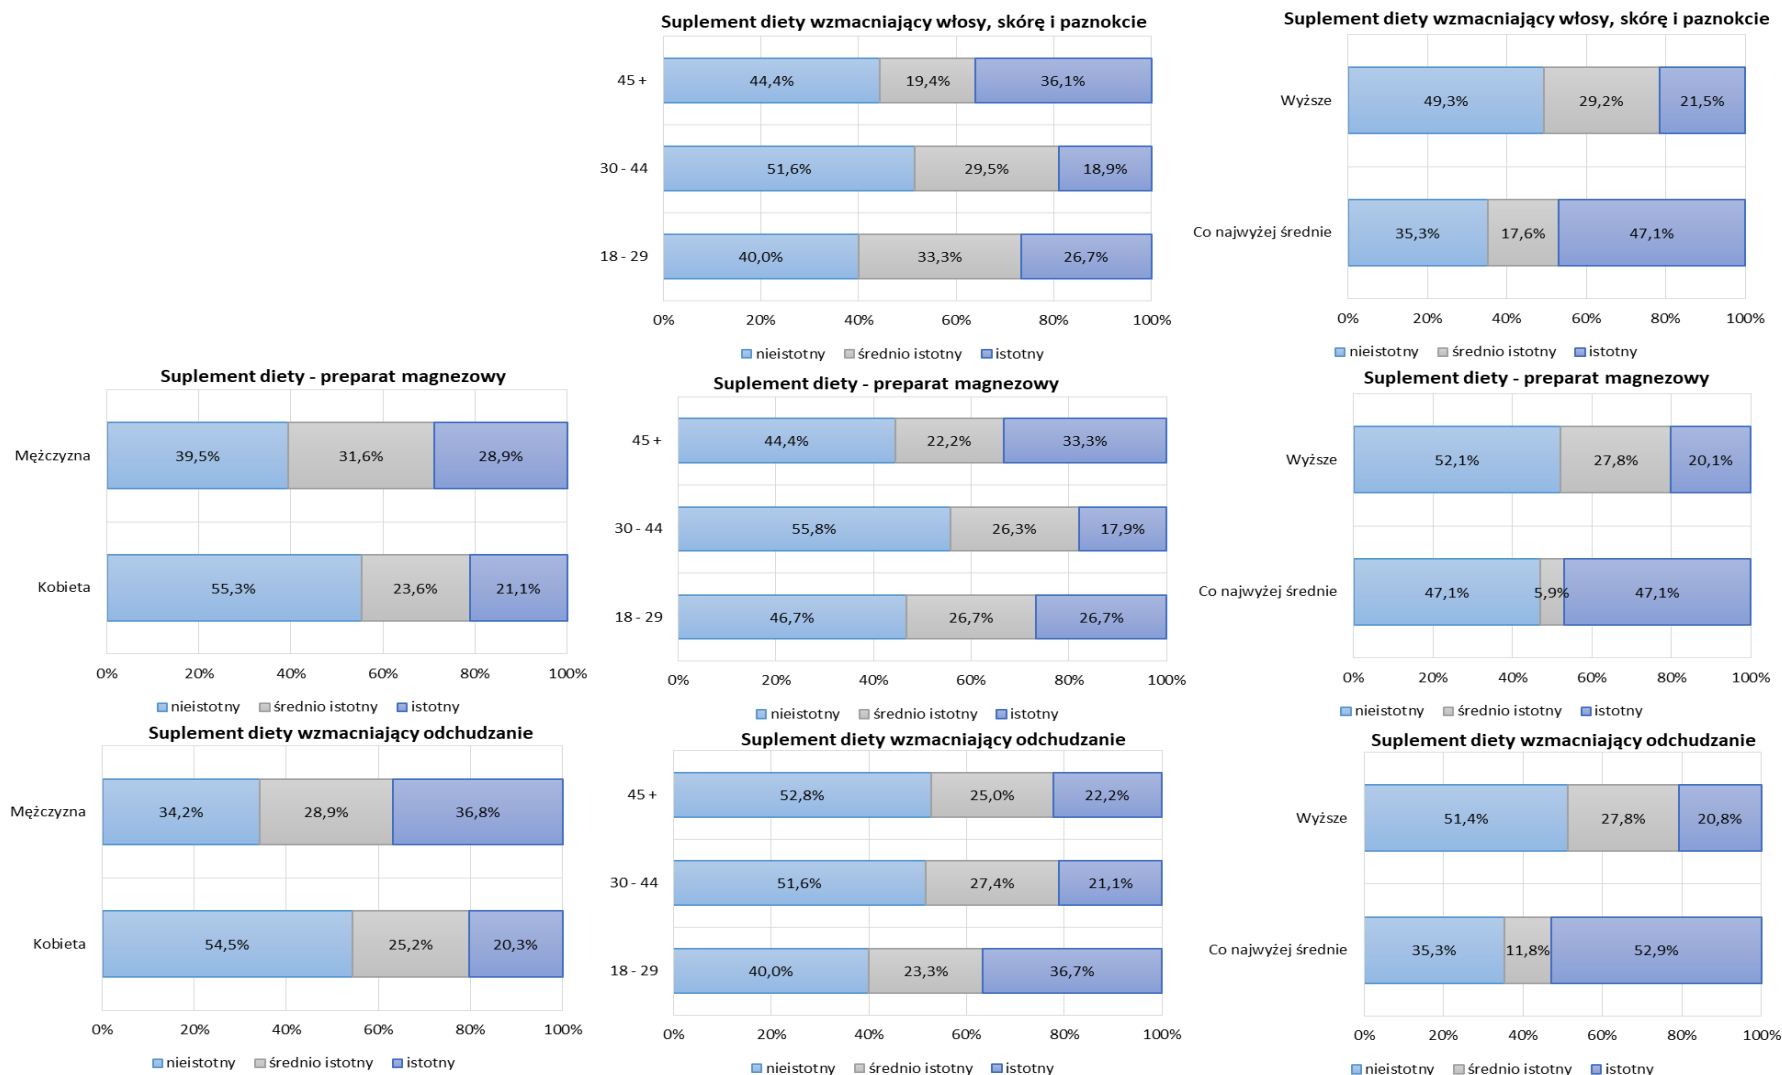 Suplement diety wzmacniający włosy, skórę i paznokcie
45 +
44,4% 19,4% 36,1%
30 - 44
51,6% 29,5% 18,9%
18 - 29
40,0% 33,3% 26,7%
0% 20% 40% 60% 80% 100%
nieistotny średnio istotny istotny
Suplement diety wzmacniający włosy, skórę i paznokcie
Wyższe
49,3% 29,2% 21,5%
Co najwyżej średnie
35,3% 17,6% 47,1%
0% 20% 40% 60% 80% 100%
nieistotny średnio istotny istotny
Suplement diety - preparat magnezowy
Mężczyzna
39,5% 31,6% 28,9%
Kobieta
55,3% 23,6% 21,1%
0% 20% 40% 60% 80% 100%
nieistotny średnio istotny istotny
Suplement diety - preparat magnezowy
45 +
44,4% 22,2% 33,3%
30 - 44
55,8% 26,3% 17,9%
18 - 29
46,7% 26,7% 26,7%
0% 20% 40% 60% 80% 100%
nieistotny średnio istotny istotny
Suplement diety - preparat magnezowy
Wyższe
52,1% 27,8% 20,1%
Co najwyżej średnie
47,1% 5,9% 47,1%
0% 20% 40% 60% 80% 100%
nieistotny średnio istotny istotny
Suplement diety wzmacniający odchudzanie
Mężczyzna
34,2% 28,9% 36,8%
Kobieta
54,5% 25,2% 20,3%
0% 20% 40% 60% 80% 100%
nieistotny średnio istotny istotny
Suplement diety wzmacniający odchudzanie
45 +
52,8% 25,0% 22,2%
30 - 44
51,6% 27,4% 21,1%
18 - 29
40,0% 23,3% 36,7%
0% 20% 40% 60% 80% 100%
nieistotny średnio istotny istotny
Suplement diety wzmacniający odchudzanie
Wyższe
51,4% 27,8% 20,8%
Co najwyżej średnie
35,3% 11,8% 52,9%
0% 20% 40% 60% 80% 100%
nieistotny średnio istotny istotny